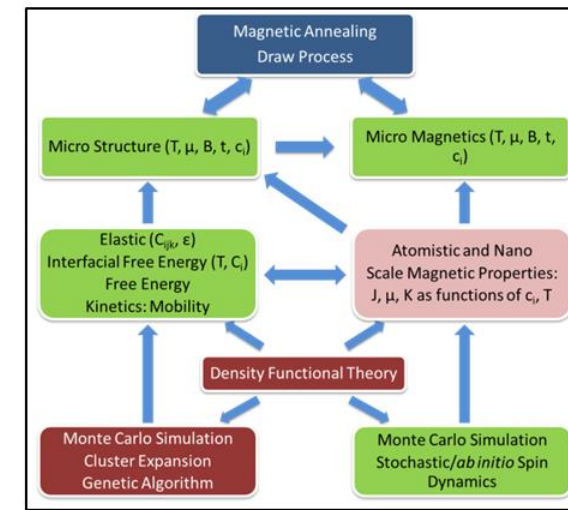 Magnetic Annealing
Draw Process
Micro Structure (T, μ, B, t, cᵢ)
Micro Magnetics (T, μ, B, t,
cᵢ)
Elastic (Cᵢⱼₖ, ε)
Interfacial Free Energy (T, Cᵢ)
Free Energy
Kinetics: Mobility
Atomistic and Nano
Scale Magnetic Properties:
J, μ, K as functions of cᵢ, T
Density Functional Theory
Monte Carlo Simulation
Cluster Expansion
Genetic Algorithm
Monte Carlo Simulation
Stochastic/ab initio Spin
Dynamics